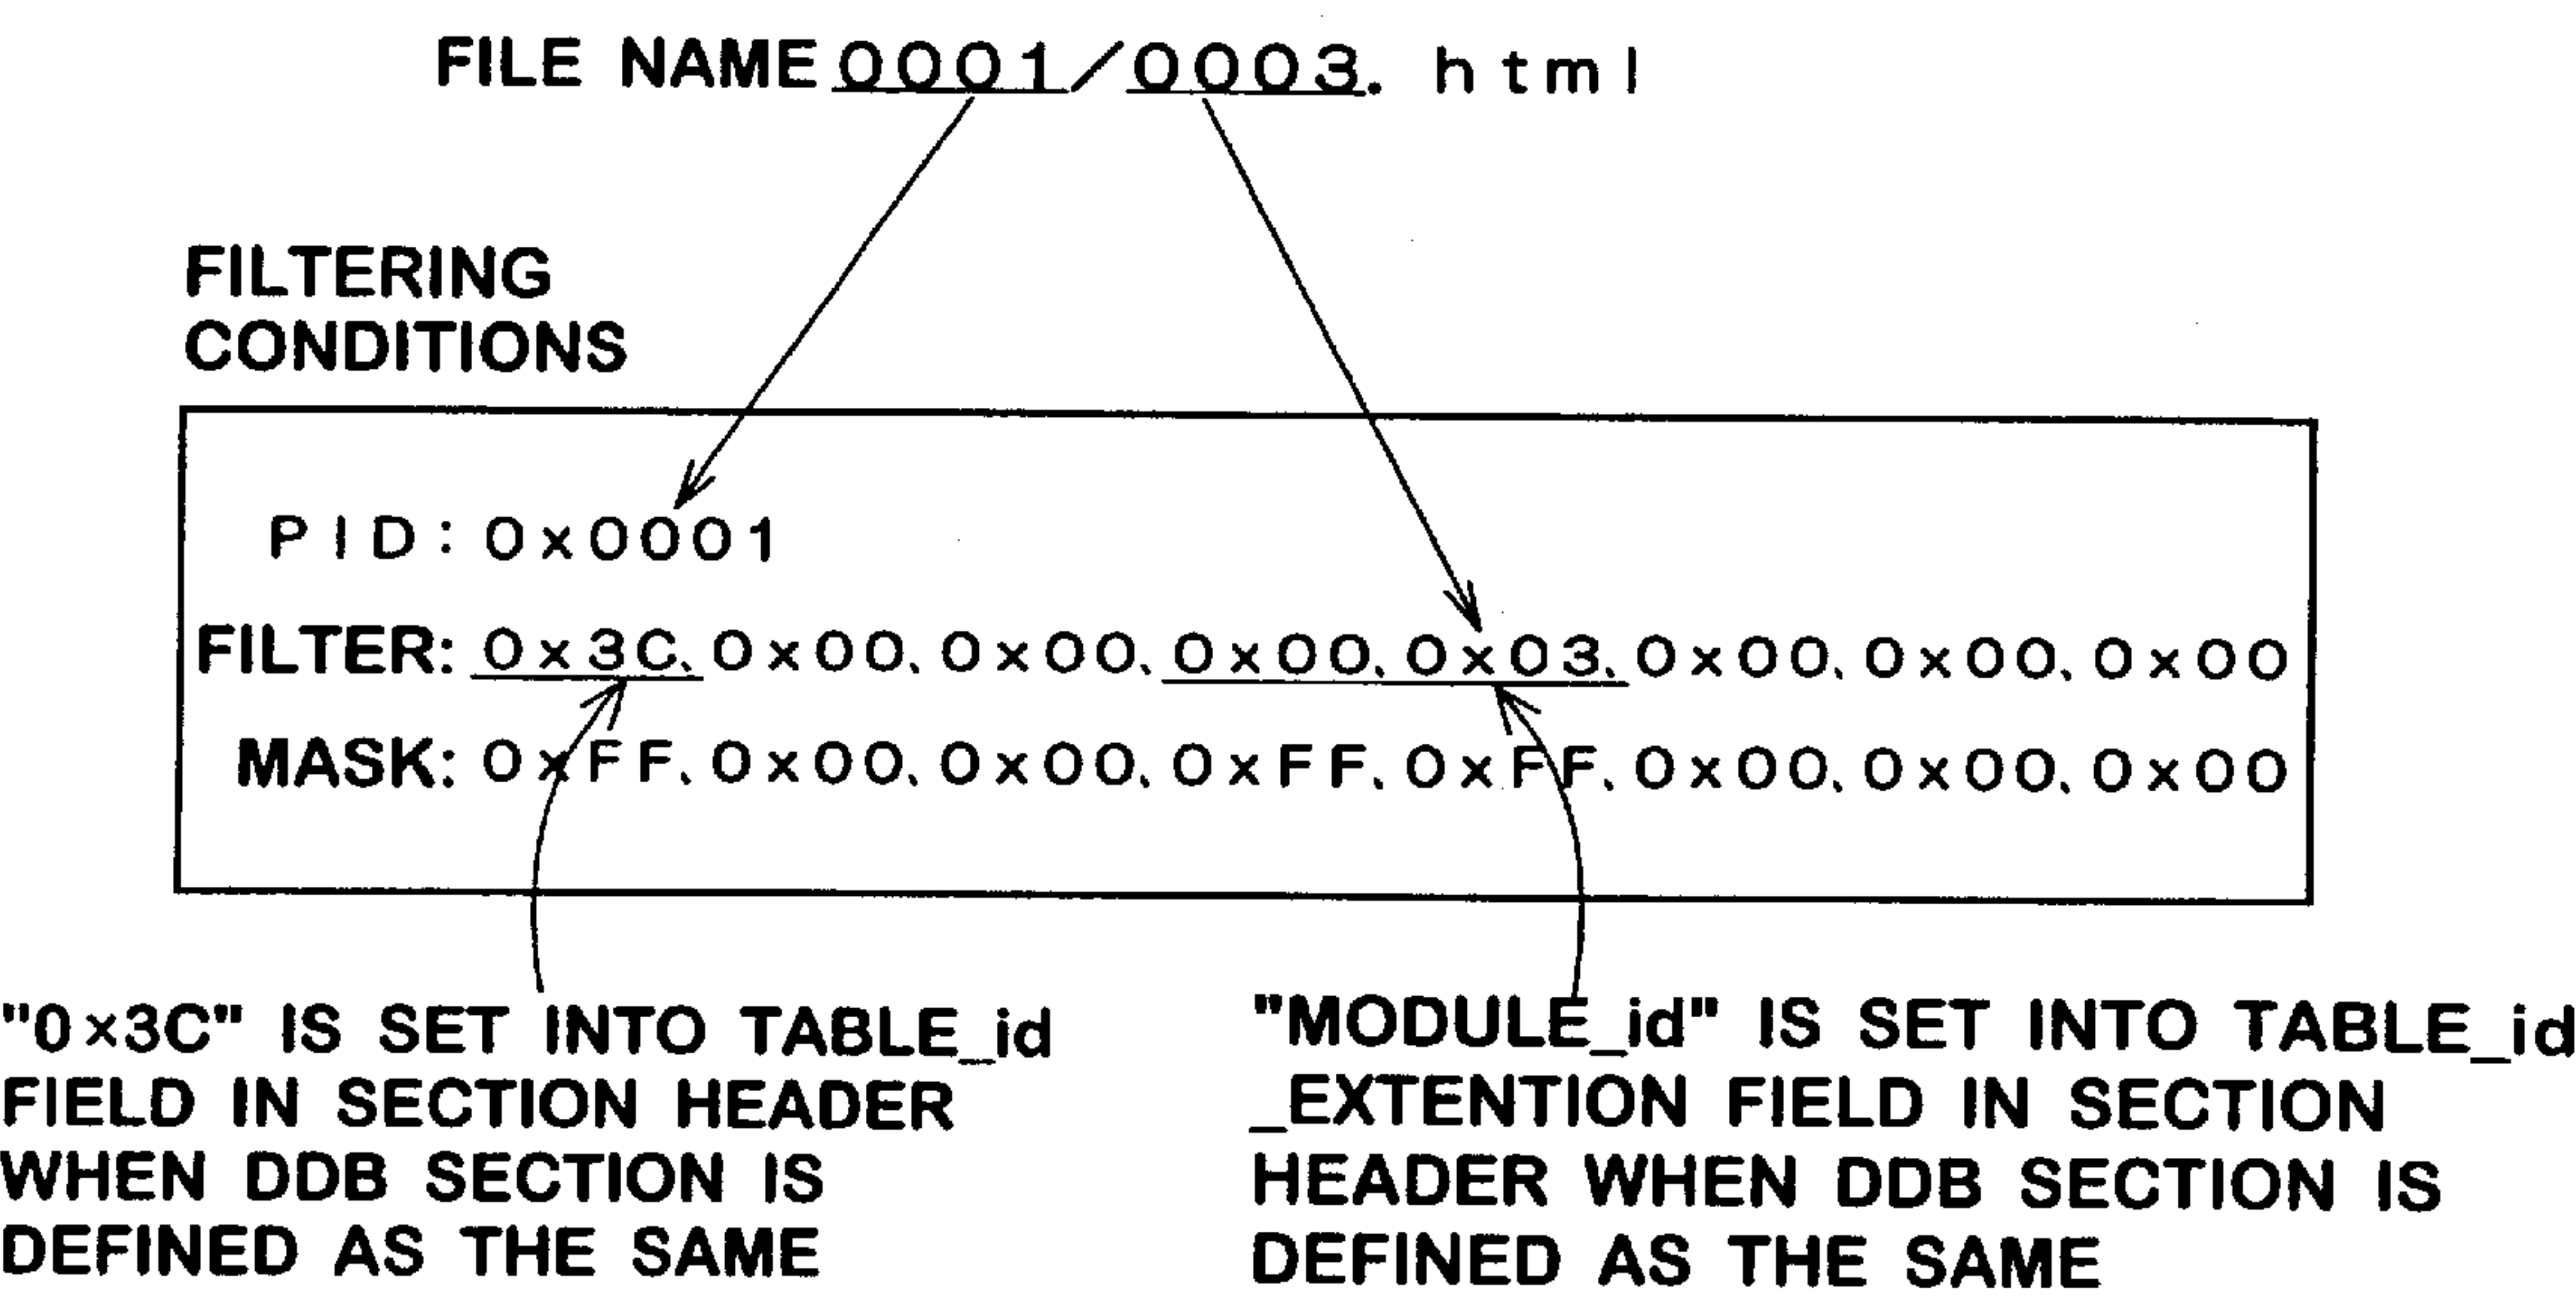 FILE NAME 0001/0003. html
FILTERING
CONDITIONS
PID: 0x0001
FILTER: 0x3C, 0x00, 0x00, 0x00, 0x03, 0x00, 0x00, 0x00
MASK: 0xFF, 0x00, 0x00, 0xFF, 0xFF, 0x00, 0x00, 0x00
"0x3C" IS SET INTO TABLE_id
FIELD IN SECTION HEADER
WHEN DDB SECTION IS
DEFINED AS THE SAME
"MODULE_id" IS SET INTO TABLE_id
_EXTENTION FIELD IN SECTION
HEADER WHEN DDB SECTION IS
DEFINED AS THE SAME